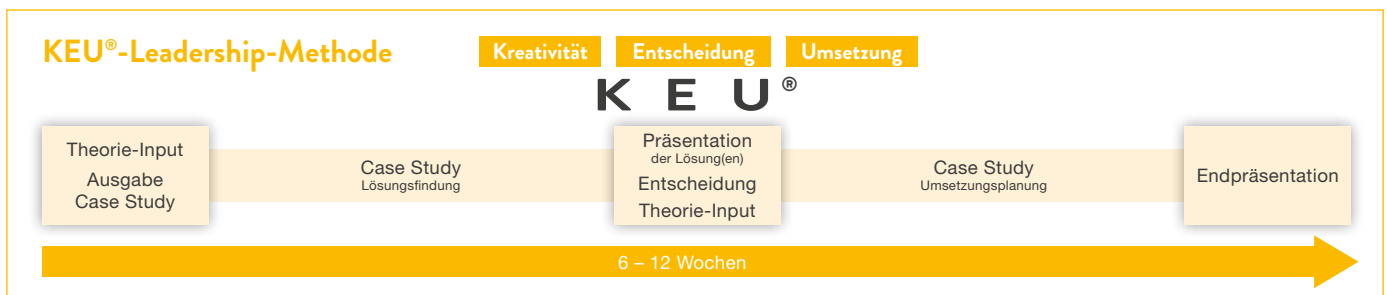 KEU®-Leadership-Methode
Kreativität Entscheidung Umsetzung
KEU®
Theorie-Input
Ausgabe
Case Study
Case Study
Lösungsfindung
Präsentation
der Lösung(en)
Entscheidung
Theorie-Input
Case Study
Umsetzungsplanung
Endpräsentation
6 – 12 Wochen